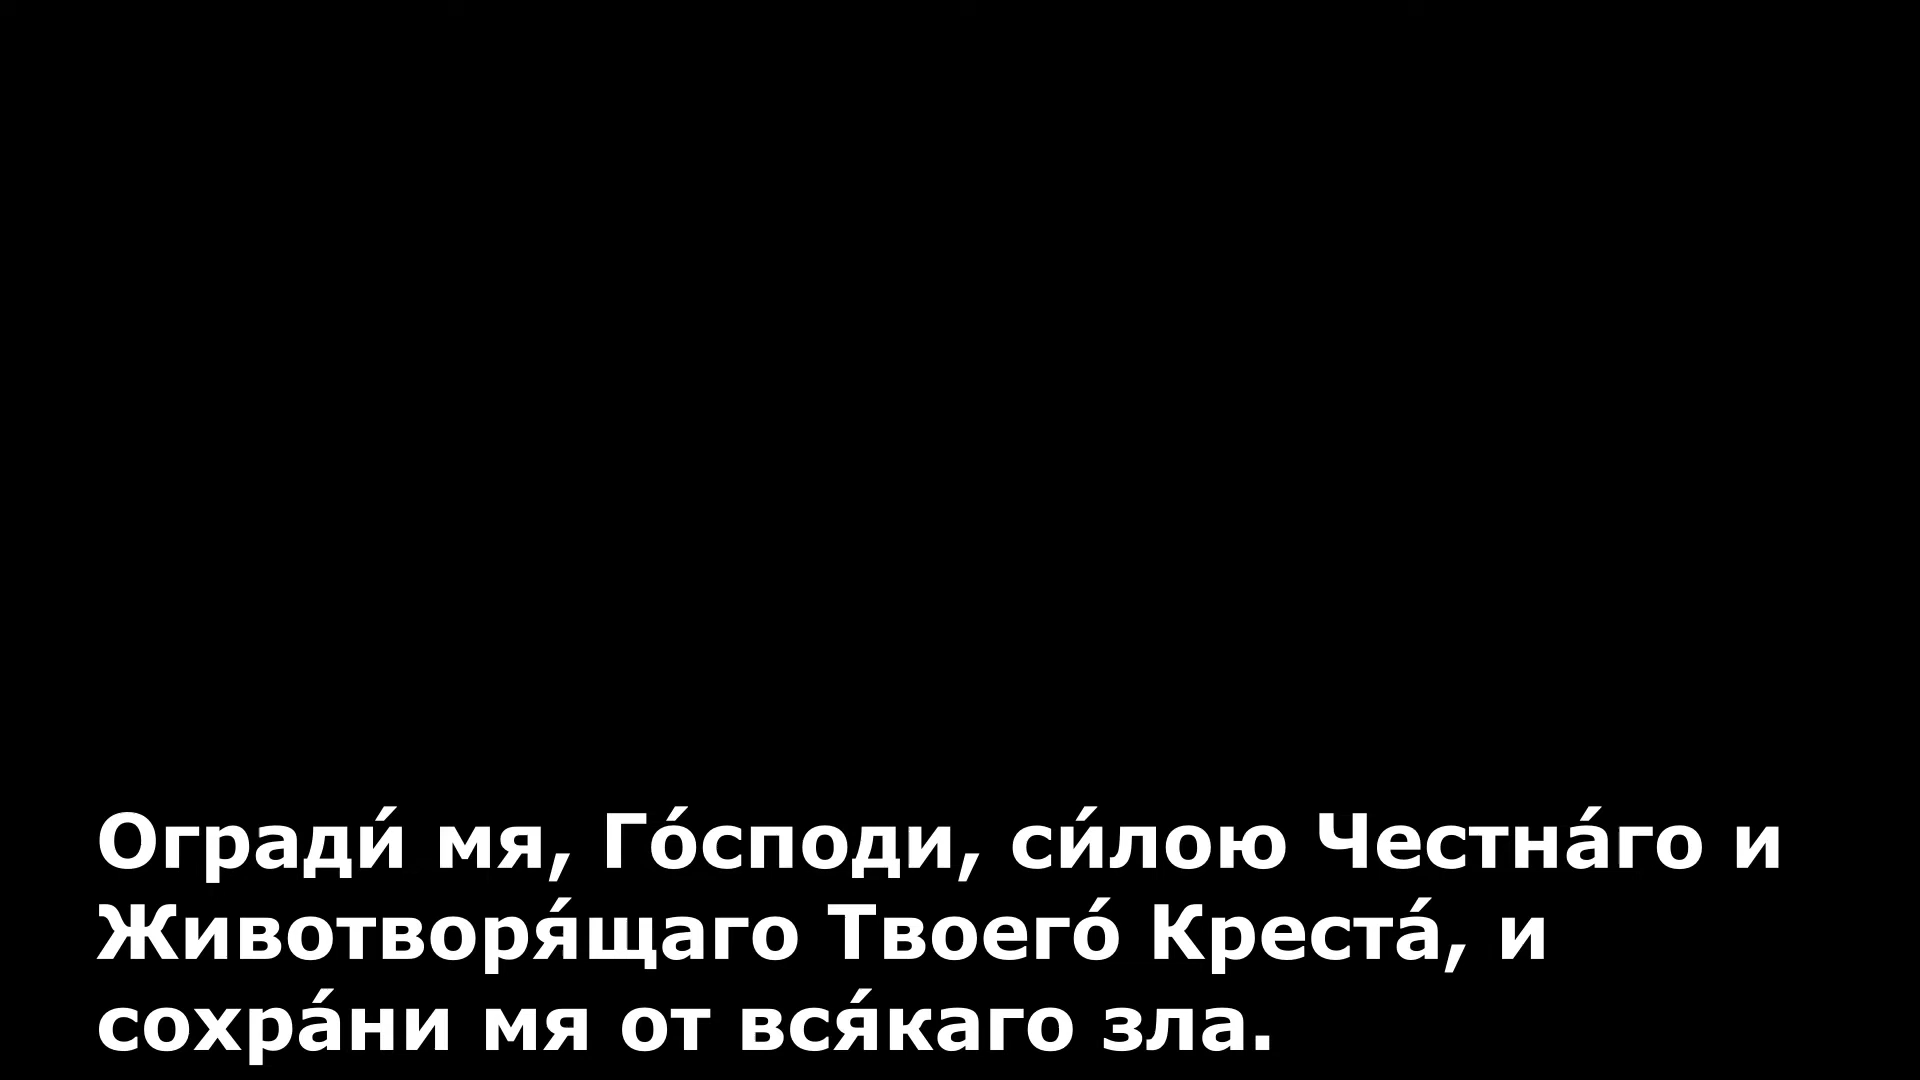 Огради́ мя, Го́споди, си́лою Честна́го и
Животворя́щаго Твоего́ Креста́, и
сохра́ни мя от вся́каго зла.